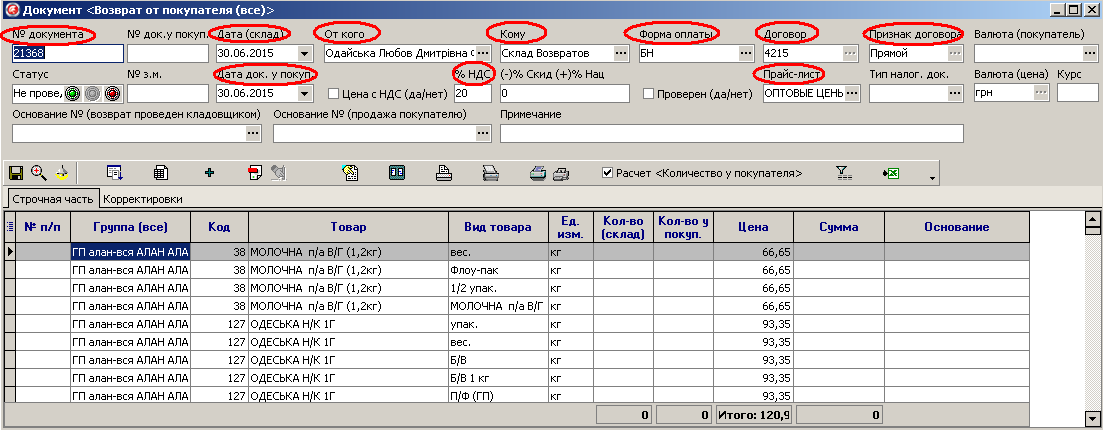 Документ <Возврат от покупателя (все)>
№ документа № док.у покуп. Дата (склад) От кого Кому Форма оплаты Договор Признак договора Валюта (покупатель)
21368 30.06.2015 Одайська Любов Дмитрівна Склад Возвратов БН 4215 Прямой
Статус № з.м. Дата док. у покуп. % НДС (-)% Скид (+)% Нац Прайс-лист Тип налог. док. Валюта (цена) Курс
Не прове, 30.06.2015 Цена с НДС (да/нет) 20 0 Проверен (да/нет) ОПТОВЫЕ ЦЕНЬ грн
Основание № (возврат проведен кладовщиком) Основание № (продажа покупателю) Примечание
Расчет <Количество у покупателя>
Строчная часть Корректировки
№ п/п Группа (все) Код Товар Вид товара Ед. изм. Кол-во (склад) Кол-во у покуп. Цена Сумма Основание
ГП алан-вся АЛАН АЛА 38 МОЛОЧНА п/а В/Г (1,2кг) вес. кг 66,65
ГП алан-вся АЛАН АЛА 38 МОЛОЧНА п/а В/Г (1,2кг) Флоу-пак кг 66,65
ГП алан-вся АЛАН АЛА 38 МОЛОЧНА п/а В/Г (1,2кг) 1/2 упак. кг 66,65
ГП алан-вся АЛАН АЛА 38 МОЛОЧНА п/а В/Г (1,2кг) МОЛОЧНА п/а В/Г кг 66,65
ГП алан-вся АЛАН АЛА 127 ОДЕСЬКА Н/К 1Г упак. кг 93,35
ГП алан-вся АЛАН АЛА 127 ОДЕСЬКА Н/К 1Г вес. кг 93,35
ГП алан-вся АЛАН АЛА 127 ОДЕСЬКА Н/К 1Г Б/В кг 93,35
ГП алан-вся АЛАН АЛА 127 ОДЕСЬКА Н/К 1Г Б/В 1 кг кг 93,35
ГП алан-вся АЛАН АЛА 127 ОДЕСЬКА Н/К 1Г П/Ф (ГП) кг 93,35
0 0 Итого: 120,9 0